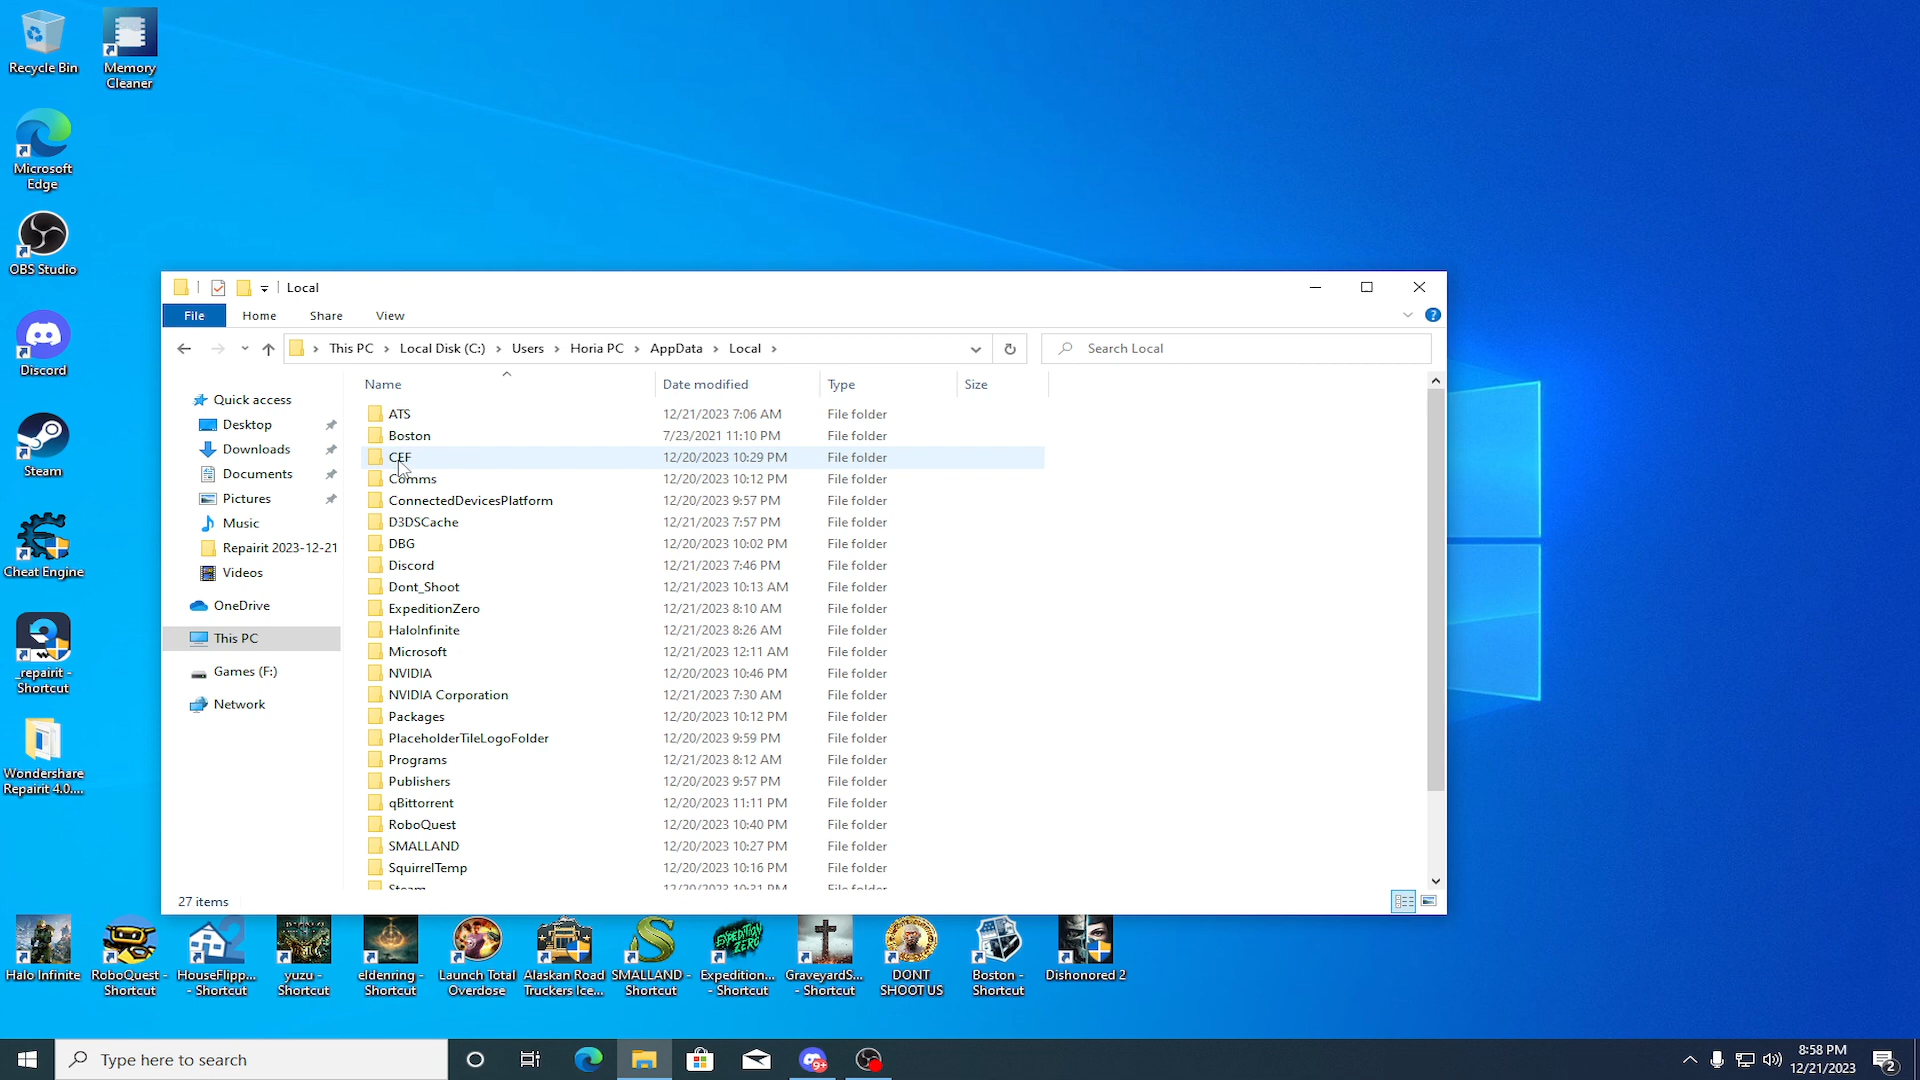 Recycle Bin
Memory
Cleaner
Microsoft
Edge
OBS Studio
Discord
Steam
Cheat Engine
_repairit -
Shortcut
Wondershare
Repairit 4.0....
Local
File
Home
Share
View
This PC
Local Disk (C:)
Users
Horia PC
AppData
Local
Search Local
Quick access
Desktop
Downloads
Documents
Pictures
Music
Repairit 2023-12-21
Videos
OneDrive
This PC
Games (F:)
Network
Name Date modified Type Size
ATS 12/21/2023 7:06 AM File folder
Boston 7/23/2021 11:10 PM File folder
CEF 12/20/2023 10:29 PM File folder
Comms 12/20/2023 10:12 PM File folder
ConnectedDevicesPlatform 12/20/2023 9:57 PM File folder
D3DSCache 12/21/2023 7:57 PM File folder
DBG 12/20/2023 10:02 PM File folder
Discord 12/21/2023 7:46 PM File folder
Dont_Shoot 12/21/2023 10:13 AM File folder
ExpeditionZero 12/21/2023 8:10 AM File folder
HaloInfinite 12/21/2023 8:26 AM File folder
Microsoft 12/21/2023 12:11 AM File folder
NVIDIA 12/20/2023 10:46 PM File folder
NVIDIA Corporation 12/21/2023 7:30 AM File folder
Packages 12/20/2023 10:12 PM File folder
PlaceholderTileLogoFolder 12/20/2023 9:59 PM File folder
Programs 12/21/2023 8:12 AM File folder
Publishers 12/20/2023 9:57 PM File folder
qBittorrent 12/20/2023 11:11 PM File folder
RoboQuest 12/20/2023 10:40 PM File folder
SMALLAND 12/20/2023 10:27 PM File folder
SquirrelTemp 12/20/2023 10:16 PM File folder
Steam 12/20/2023 10:31 PM File folder
27 items
Halo Infinite
RoboQuest -
Shortcut
HouseFlipp...
- Shortcut
yuzu -
Shortcut
eldenring -
Shortcut
Launch Total
Overdose
Alaskan Road
Truckers Ice...
SMALLAND -
Shortcut
EXPEDITION
ZERO
Expedition...
- Shortcut
GraveyardS...
- Shortcut
DONT
SHOOT US
Boston -
Shortcut
Dishonored 2
Type here to search
9+
8:58 PM
12/21/2023
2